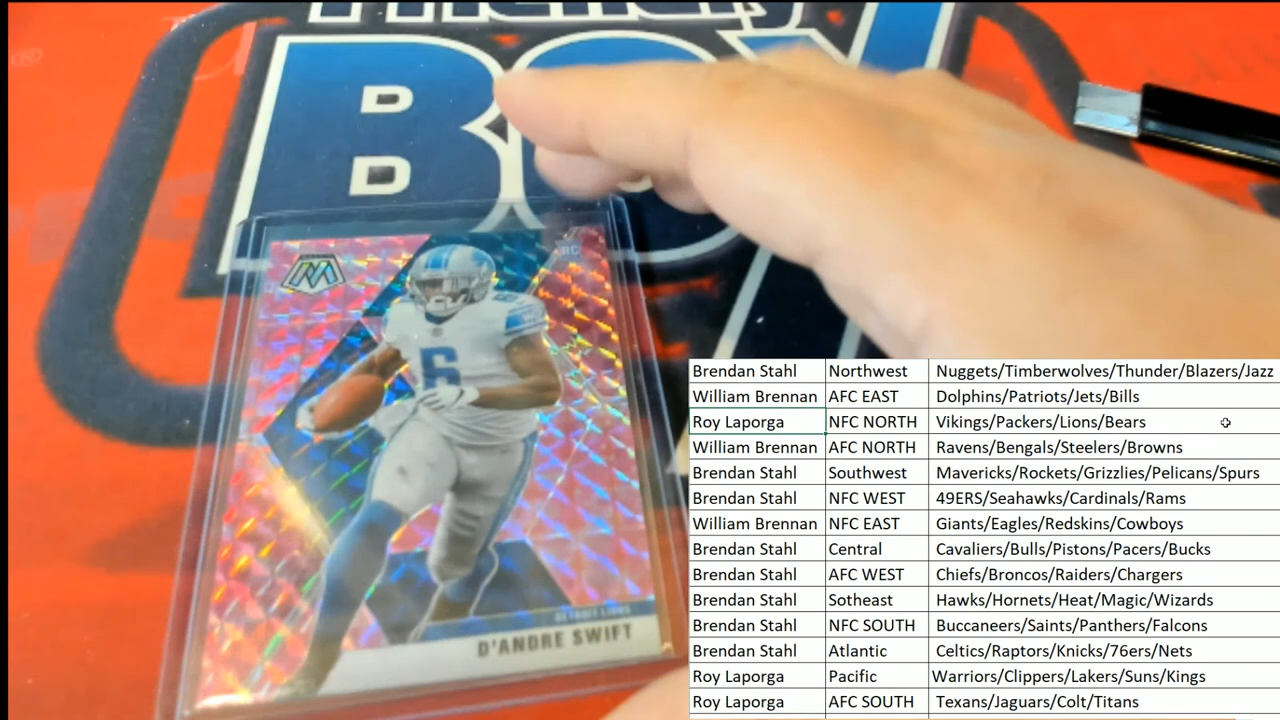 BOX
RC
6
DETROIT LIONS
D'ANDRE SWIFT
Brendan Stahl Northwest Nuggets/Timberwolves/Thunder/Blazers/Jazz
William Brennan AFC EAST Dolphins/Patriots/Jets/Bills
Roy Laporga NFC NORTH Vikings/Packers/Lions/Bears
William Brennan AFC NORTH Ravens/Bengals/Steelers/Browns
Brendan Stahl Southwest Mavericks/Rockets/Grizzlies/Pelicans/Spurs
Brendan Stahl NFC WEST 49ERS/Seahawks/Cardinals/Rams
William Brennan NFC EAST Giants/Eagles/Redskins/Cowboys
Brendan Stahl Central Cavaliers/Bulls/Pistons/Pacers/Bucks
Brendan Stahl AFC WEST Chiefs/Broncos/Raiders/Chargers
Brendan Stahl Sotheast Hawks/Hornets/Heat/Magic/Wizards
Brendan Stahl NFC SOUTH Buccaneers/Saints/Panthers/Falcons
Brendan Stahl Atlantic Celtics/Raptors/Knicks/76ers/Nets
Roy Laporga Pacific Warriors/Clippers/Lakers/Suns/Kings
Roy Laporga AFC SOUTH Texans/Jaguars/Colt/Titans